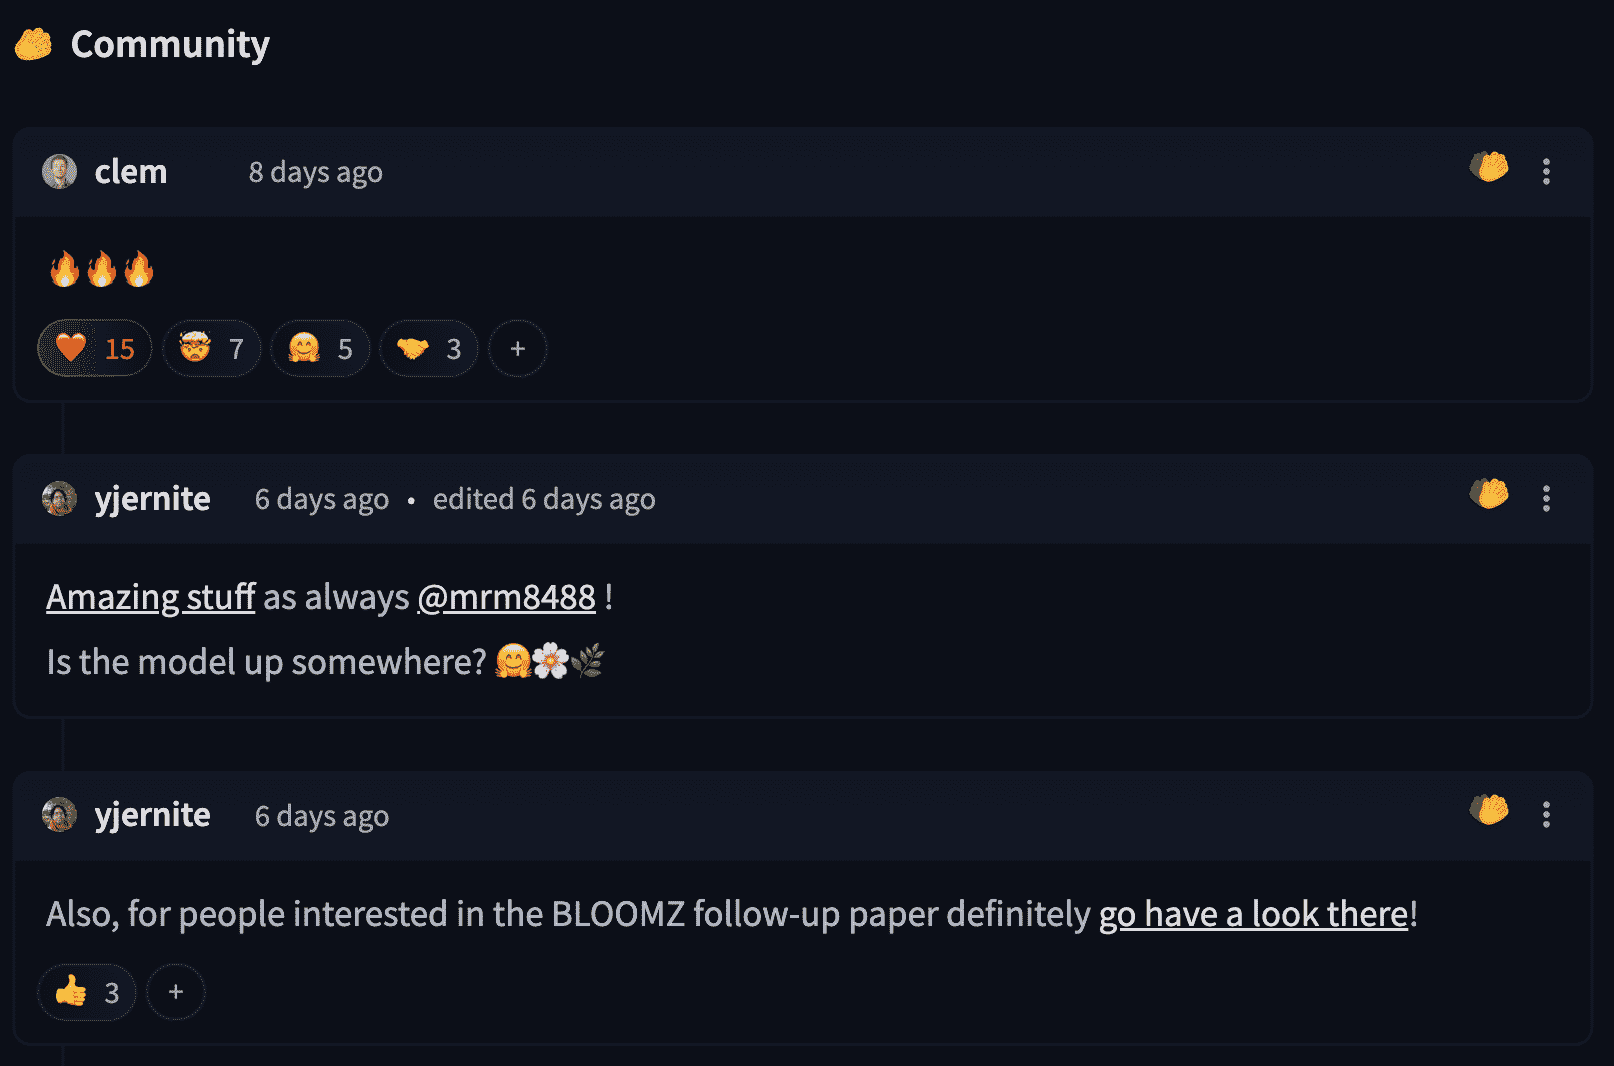 👏 Community
clem 8 days ago
🔥🔥🔥
❤️ 15 🤯 7 🤗 5 🤝 3 +
yjernite 6 days ago • edited 6 days ago
Amazing stuff as always @mrm8488 !
Is the model up somewhere? 🤗🌸🌿
yjernite 6 days ago
Also, for people interested in the BLOOMZ follow-up paper definitely go have a look there!
👍 3 +